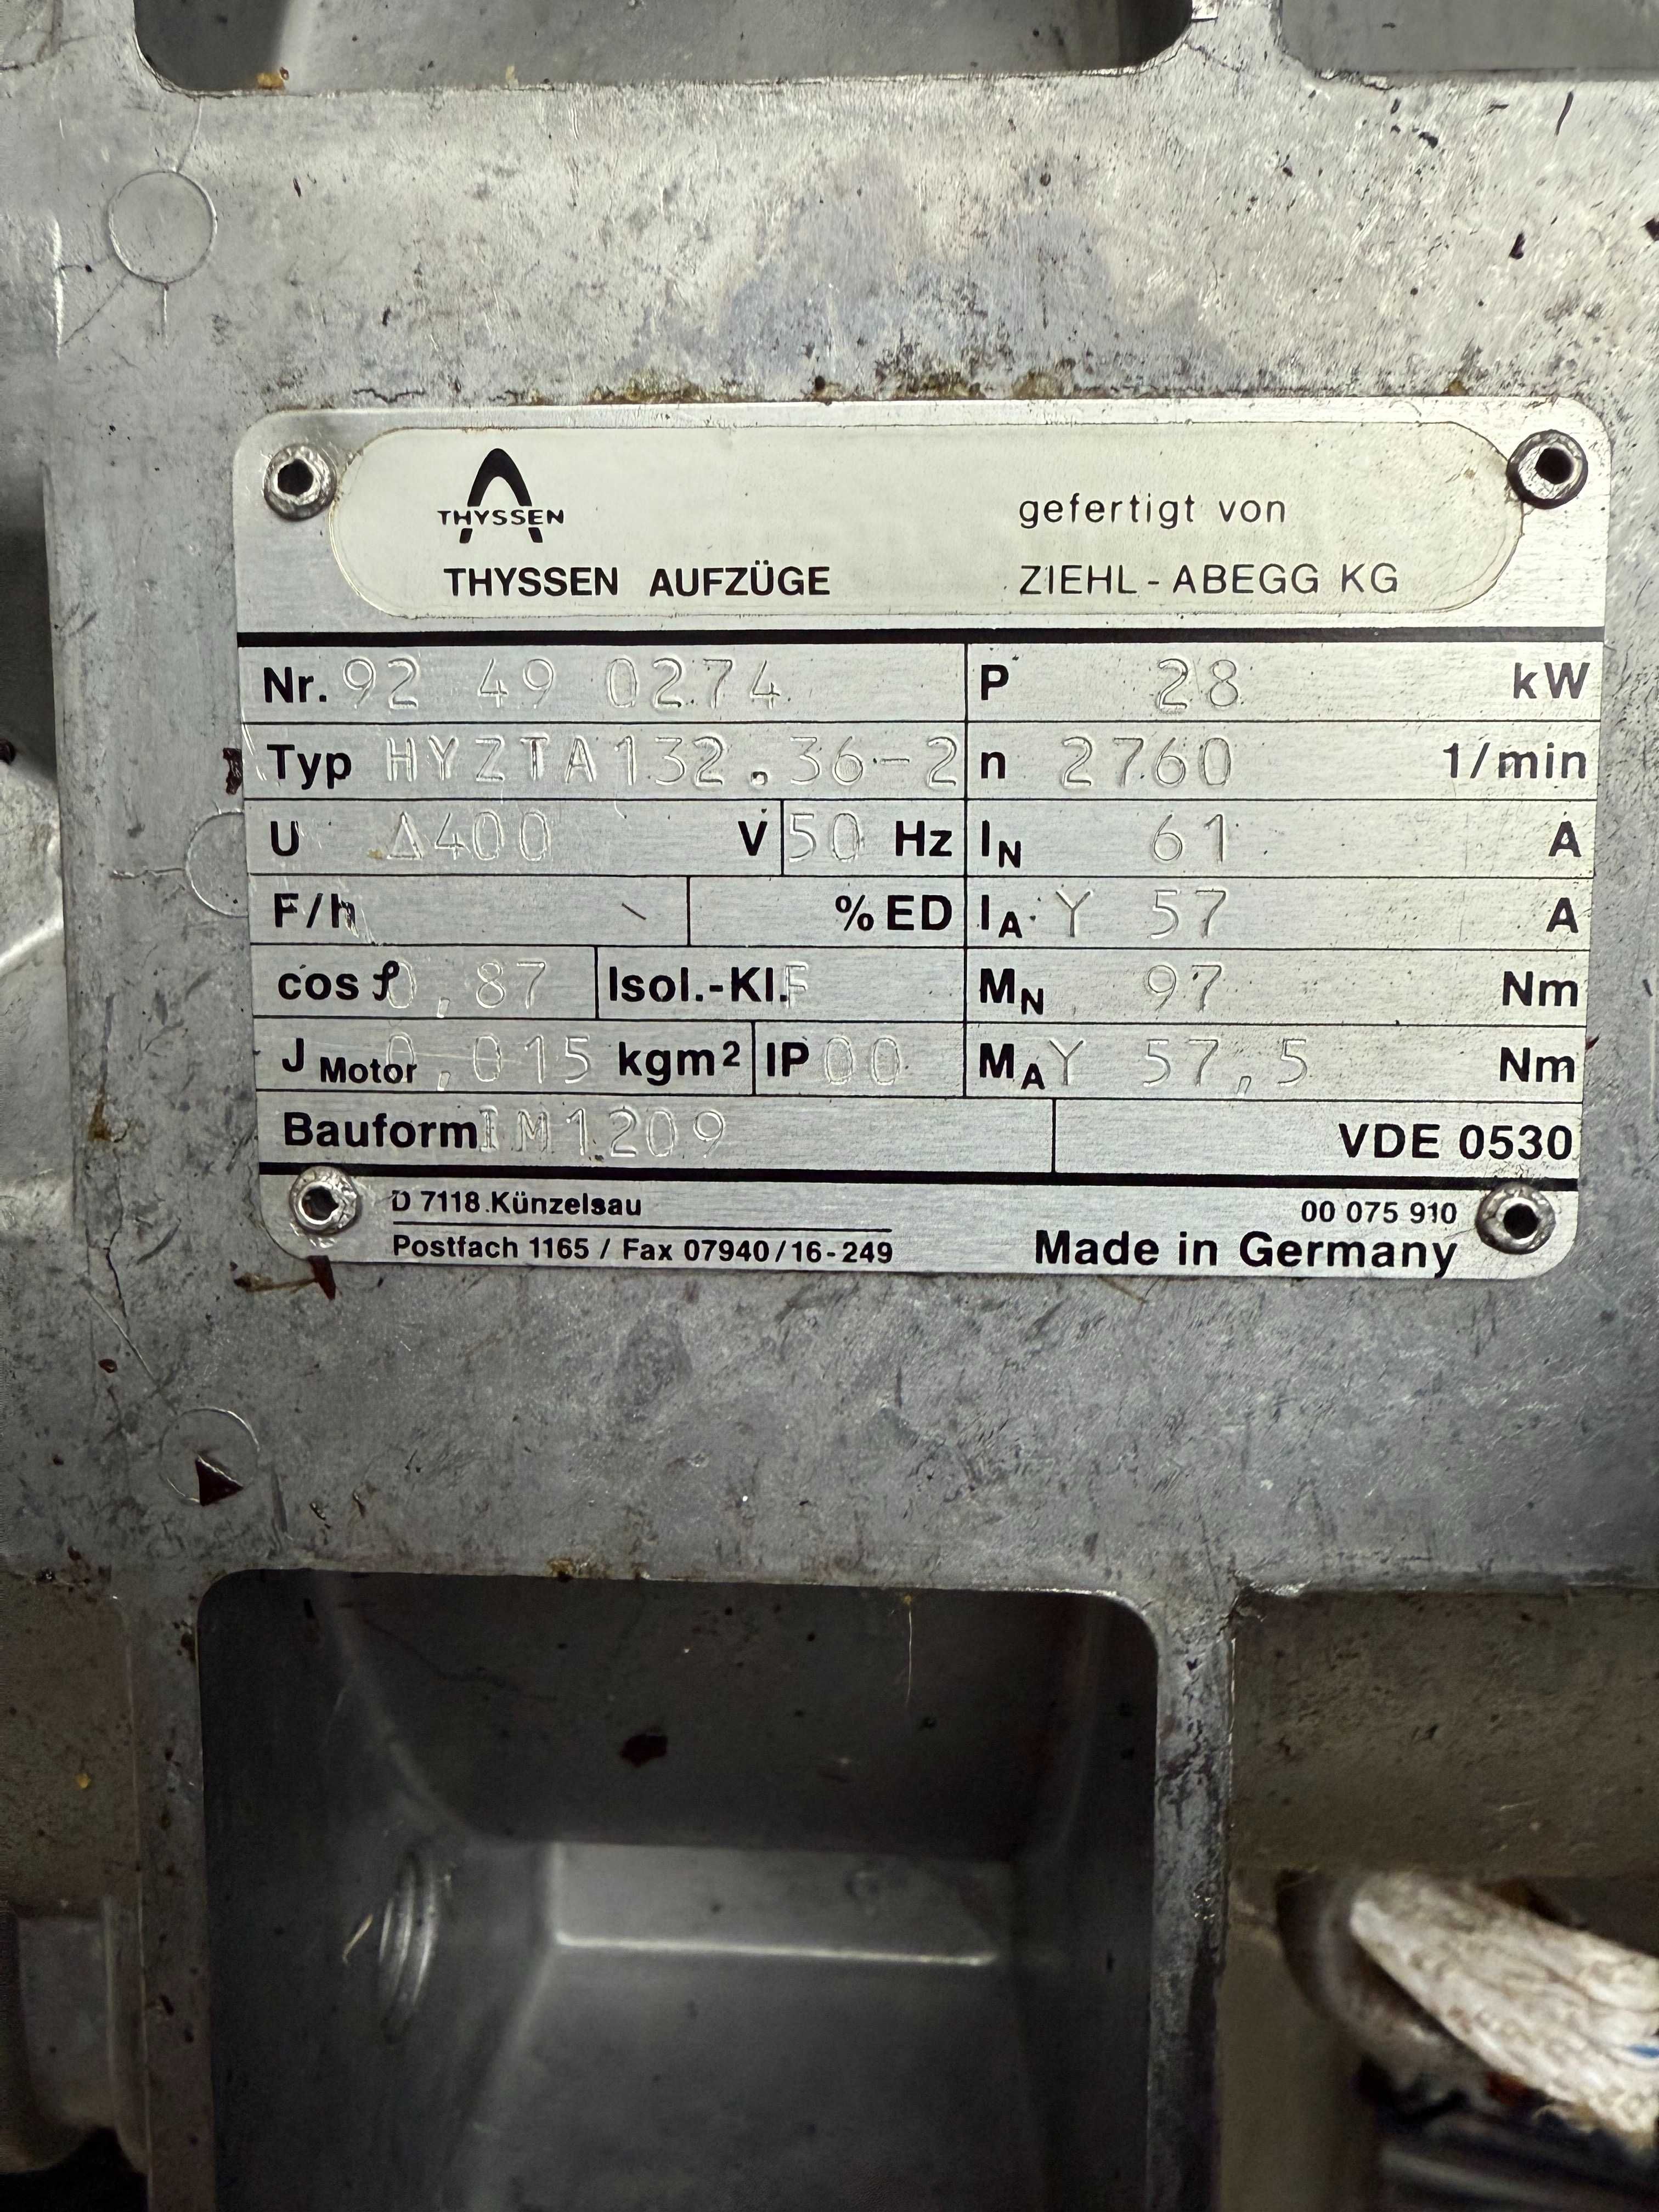 THYSSEN
THYSSEN AUFZÜGE
gefertigt von
ZIEHL-ABEGG KG
Nr. 92 49 0274 P 28 kW
Typ HYZTA132.36-2 n 2760 1/min
U Δ400 V 50 Hz IN 61 A
F/h % ED IA Y 57 A
cos φ 0,87 Isol.-Kl. F MN 97 Nm
J Motor 0,015 kgm² IP 00 MA Y 57,5 Nm
Bauform IM1209 VDE 0530
D 7118 Künzelsau
Postfach 1165 / Fax 07940/16-249
00 075 910
Made in Germany